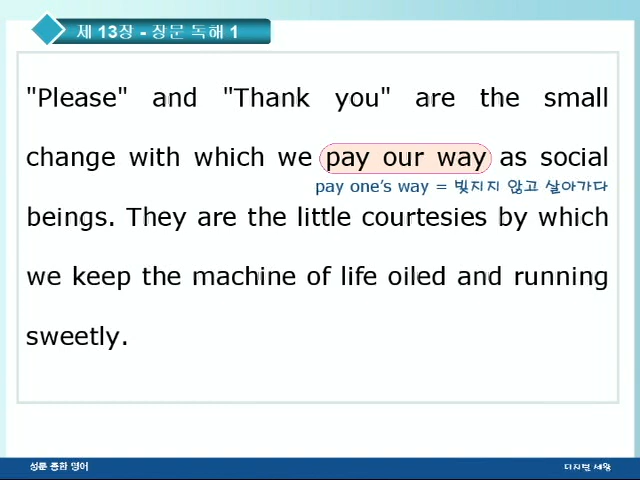 제 13장 - 장문 독해 1
"Please" and "Thank you" are the small
change with which we pay our way as social
pay one's way = 빚지지 않고 살아가다
beings. They are the little courtesies by which
we keep the machine of life oiled and running
sweetly.
성문 종합 영어
디지털 세왕